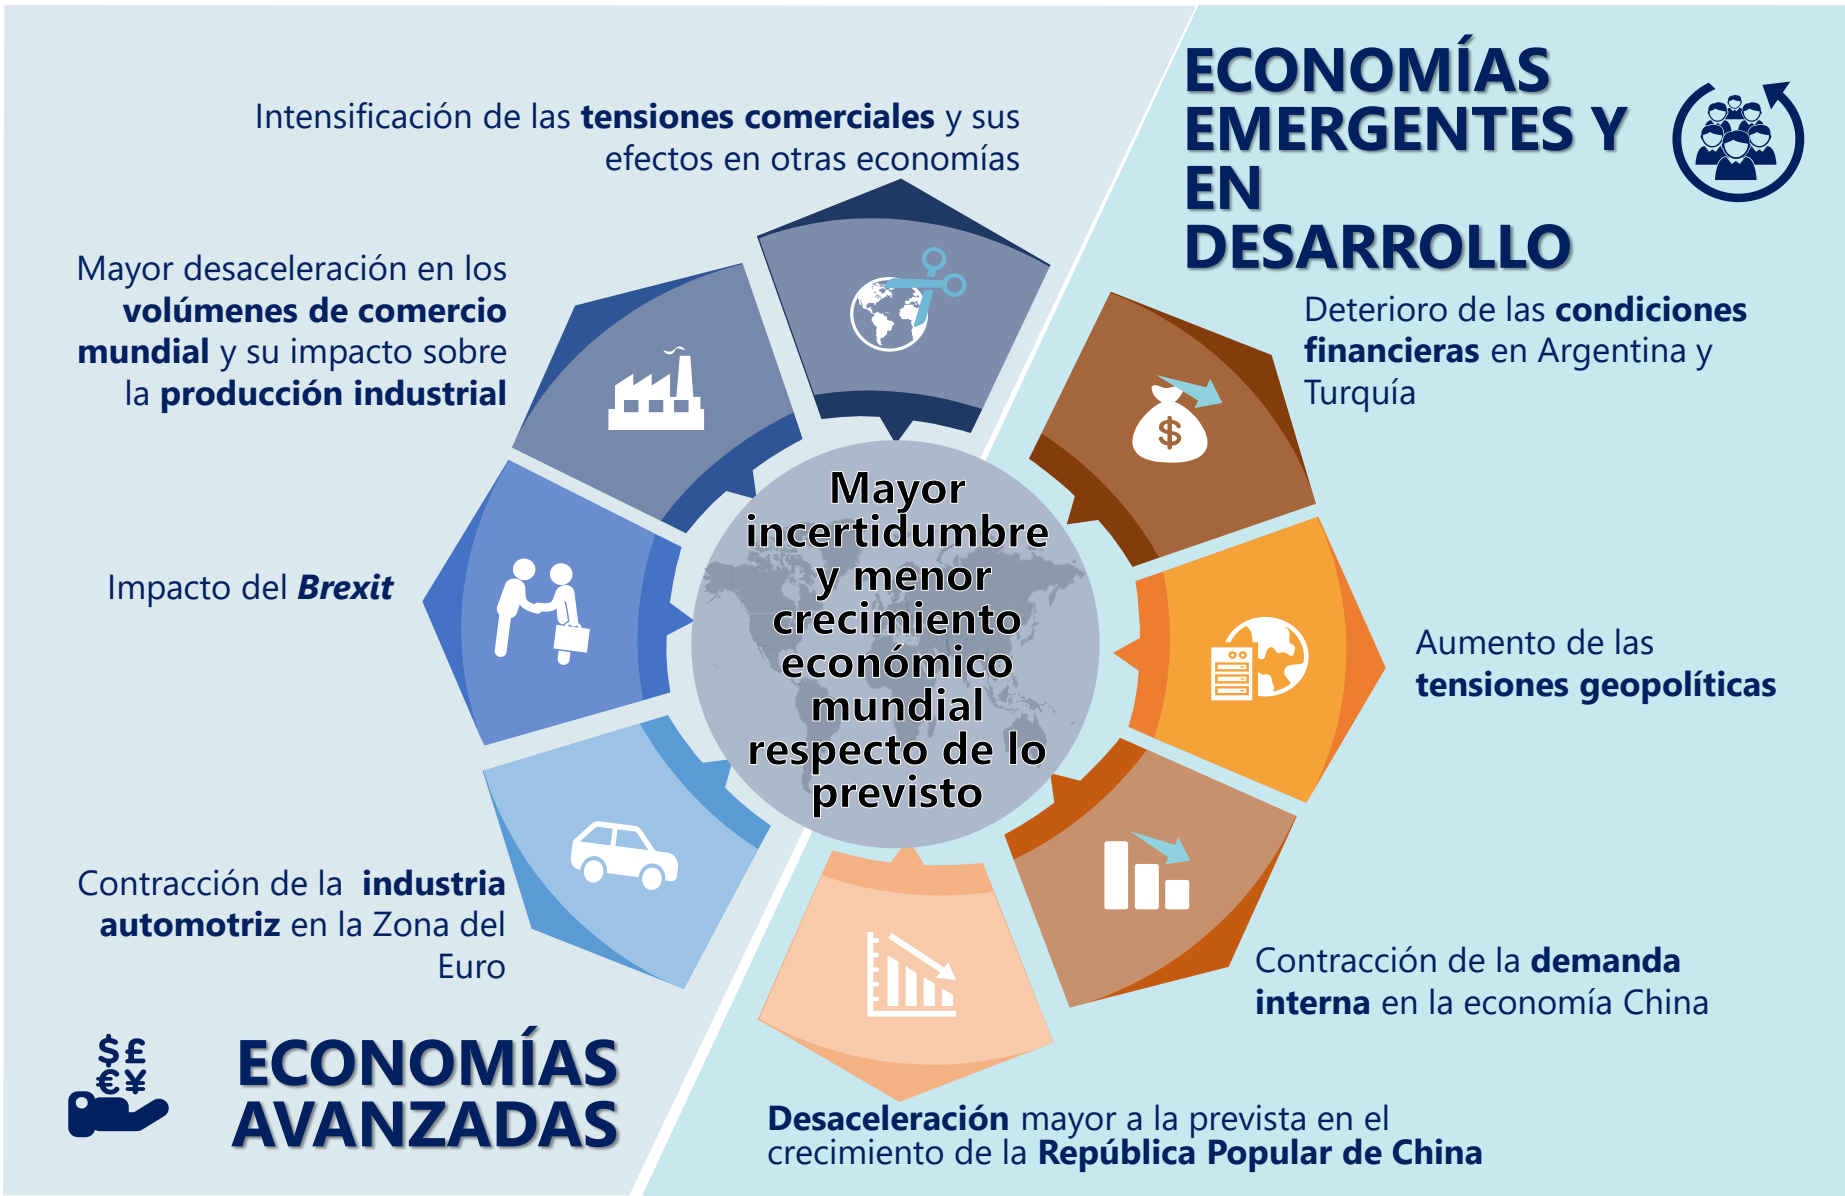 Intensificación de las tensiones comerciales y sus
efectos en otras economías
Mayor desaceleración en los
volúmenes de comercio
mundial y su impacto sobre
la producción industrial
Impacto del Brexit
Contracción de la industria
automotriz en la Zona del
Euro
$£
€¥
ECONOMÍAS
AVANZADAS
Mayor
incertidumbre
y menor
crecimiento
económico
mundial
respecto de lo
previsto
ECONOMÍAS
EMERGENTES Y
EN
DESARROLLO
Deterioro de las condiciones
financieras en Argentina y
Turquía
$
Aumento de las
tensiones geopolíticas
Contracción de la demanda
interna en la economía China
Desaceleración mayor a la prevista en el
crecimiento de la República Popular de China